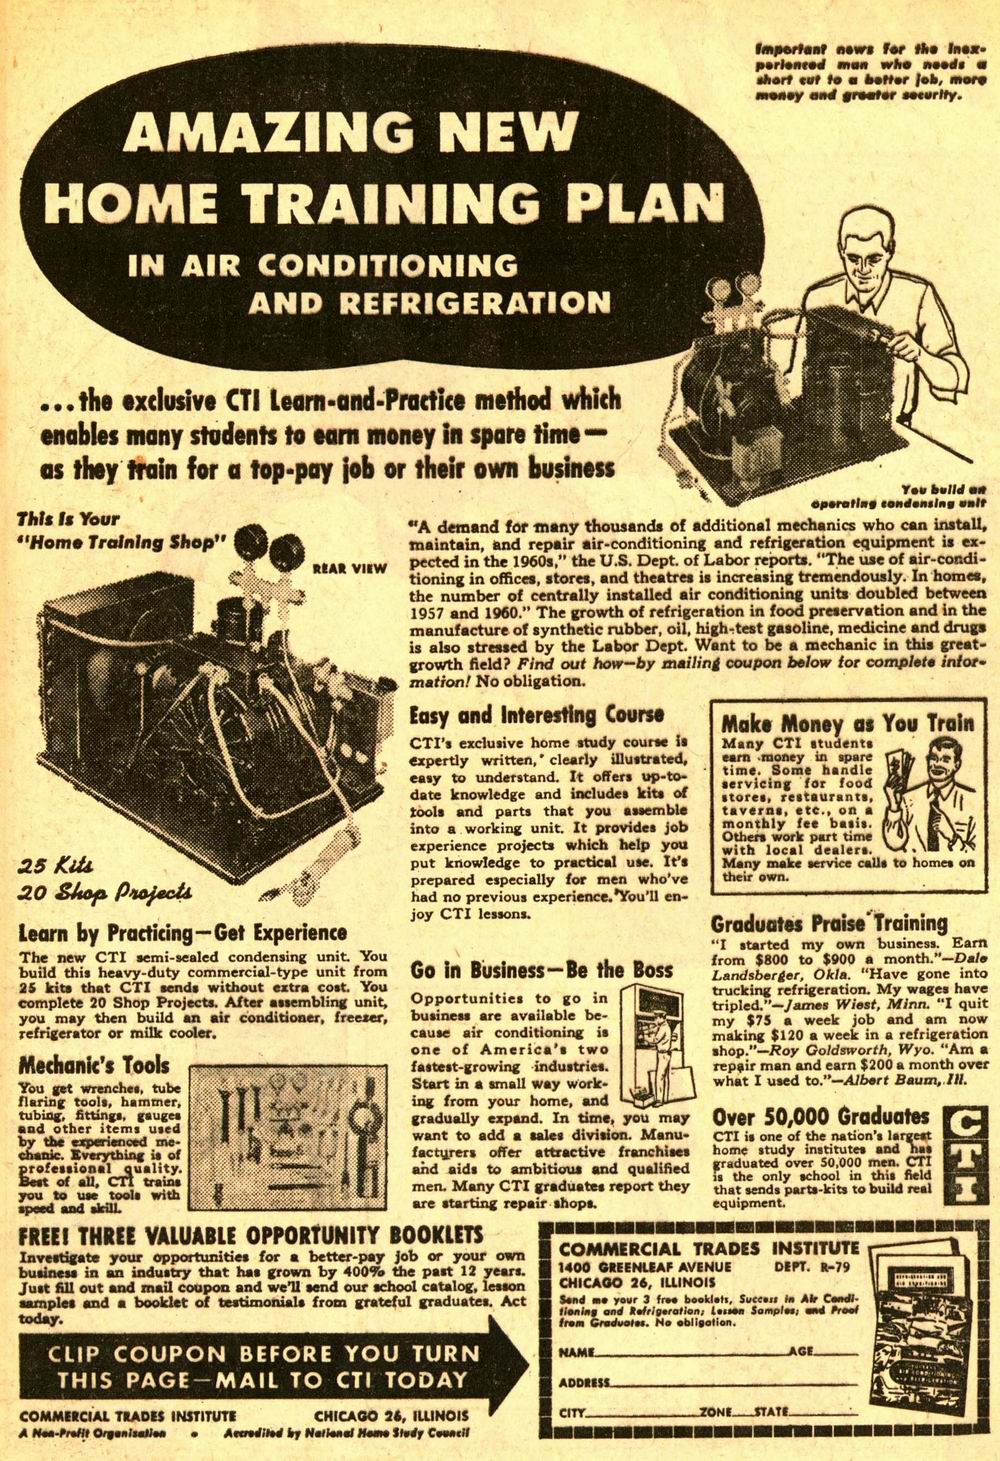 Important news for the inex-
perienced man who needs a
short cut to a better job, more
money and greater security.
AMAZING NEW
HOME TRAINING PLAN
IN AIR CONDITIONING
AND REFRIGERATION
...the exclusive CTI Learn-and-Practice method which
enables many students to earn money in spare time—
as they train for a top-pay job or their own business
You build an
operating condensing unit
This Is Your
"Home Training Shop"
REAR VIEW
25 Kits
20 Shop Projects
"A demand for many thousands of additional mechanics who can install,
maintain, and repair air-conditioning and refrigeration equipment is ex-
pected in the 1960s," the U.S. Dept. of Labor reports. "The use of air-condi-
tioning in offices, stores, and theatres is increasing tremendously. In homes,
the number of centrally installed air conditioning units doubled between
1957 and 1960." The growth of refrigeration in food preservation and in the
manufacture of synthetic rubber, oil, high-test gasoline, medicine and drugs
is also stressed by the Labor Dept. Want to be a mechanic in this great-
growth field? Find out how—by mailing coupon below for complete infor-
mation! No obligation.
Learn by Practicing—Get Experience
The new CTI semi-sealed condensing unit. You
build this heavy-duty commercial-type unit from
25 kits that CTI sends without extra cost. You
complete 20 Shop Projects. After assembling unit,
you may then build an air conditioner, freezer,
refrigerator or milk cooler.
Mechanic's Tools
You get wrenches, tube
flaring tools, hammer,
tubing, fittings, gauges
and other items used
by the experienced me-
chanic. Everything is of
professional quality.
Best of all, CTI trains
you to use tools with
speed and skill.
Easy and Interesting Course
CTI's exclusive home study course is
expertly written, clearly illustrated,
easy to understand. It offers up-to-
date knowledge and includes kits of
tools and parts that you assemble
into a working unit. It provides job
experience projects which help you
put knowledge to practical use. It's
prepared especially for men who've
had no previous experience. You'll en-
joy CTI lessons.
Go in Business—Be the Boss
Opportunities to go in
business are available be-
cause air conditioning is
one of America's two
fastest-growing industries.
Start in a small way work-
ing from your home, and
gradually expand. In time, you may
want to add a sales division. Manu-
facturers offer attractive franchises
and aids to ambitious and qualified
men. Many CTI graduates report they
are starting repair shops.
Make Money as You Train
Many CTI students
earn money in spare
time. Some handle
servicing for food
stores, restaurants,
taverns, etc., on a
monthly fee basis.
Others work part time
with local dealers.
Many make service calls to homes on
their own.
Graduates Praise Training
"I started my own business. Earn
from $800 to $900 a month."—Dale
Landsberger, Okla. "Have gone into
trucking refrigeration. My wages have
tripled."—James Wiest, Minn. "I quit
my $75 a week job and am now
making $120 a week in a refrigeration
shop."—Roy Goldsworth, Wyo. "Am a
repair man and earn $200 a month over
what I used to."—Albert Baum, Ill.
Over 50,000 Graduates
CTI is one of the nation's largest
home study institutes and has
graduated over 50,000 men. CTI
is the only school in this field
that sends parts-kits to build real
equipment.
C
T
I
FREE! THREE VALUABLE OPPORTUNITY BOOKLETS
Investigate your opportunities for a better-pay job or your own
business in an industry that has grown by 400% the past 12 years.
Just fill out and mail coupon and we'll send our school catalog, lesson
samples and a booklet of testimonials from grateful graduates. Act
today.
CLIP COUPON BEFORE YOU TURN
THIS PAGE—MAIL TO CTI TODAY
COMMERCIAL TRADES INSTITUTE CHICAGO 26, ILLINOIS
A Non-Profit Organization • Accredited by National Home Study Council
COMMERCIAL TRADES INSTITUTE
1400 GREENLEAF AVENUE DEPT. R-79
CHICAGO 26, ILLINOIS
Send me your 3 free booklets, Success in Air Condi-
tioning and Refrigeration; Lesson Samples; and Proof
from Graduates. No obligation.
NAME AGE
ADDRESS
CITY ZONE STATE